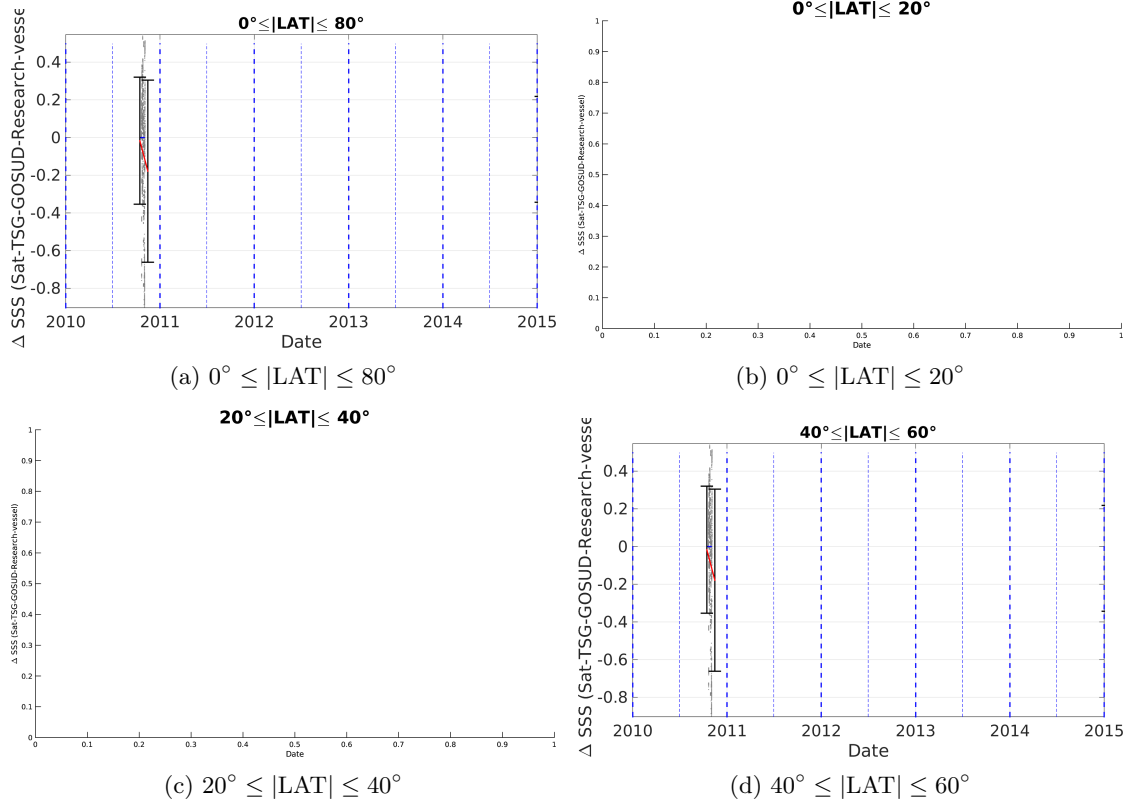 0°≤|LAT|≤ 80°
Δ SSS (Sat-TSG-GOSUD-Research-vesse
0.4
0.2
0
-0.2
-0.4
-0.6
-0.8
2010 2011 2012 2013 2014 2015
Date
(a) 0° ≤ |LAT| ≤ 80°
0°≤|LAT|≤ 20°
Δ SSS (Sat-TSG-GOSUD-Research-vessel)
1
0.9
0.8
0.7
0.6
0.5
0.4
0.3
0.2
0.1
0
0 0.1 0.2 0.3 0.4 0.5 0.6 0.7 0.8 0.9 1
Date
(b) 0° ≤ |LAT| ≤ 20°
20°≤|LAT|≤ 40°
Δ SSS (Sat-TSG-GOSUD-Research-vessel)
1
0.9
0.8
0.7
0.6
0.5
0.4
0.3
0.2
0.1
0
0 0.1 0.2 0.3 0.4 0.5 0.6 0.7 0.8 0.9 1
Date
(c) 20° ≤ |LAT| ≤ 40°
40°≤|LAT|≤ 60°
Δ SSS (Sat-TSG-GOSUD-Research-vesse
0.4
0.2
0
-0.2
-0.4
-0.6
-0.8
2010 2011 2012 2013 2014 2015
Date
(d) 40° ≤ |LAT| ≤ 60°